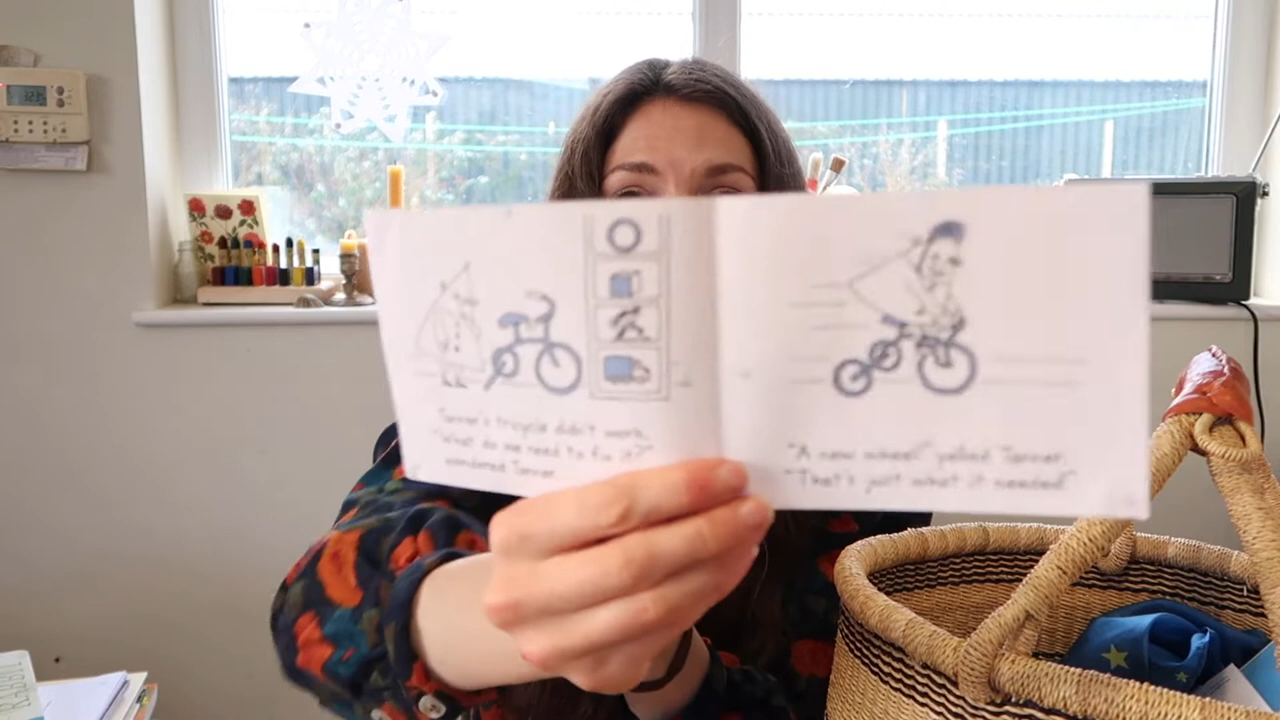 Tanner's tricycle didn't work.
"What do we need to fix it?"
wondered Tanner.
"A new wheel!" yelled Tanner.
"That's just what it needed!"